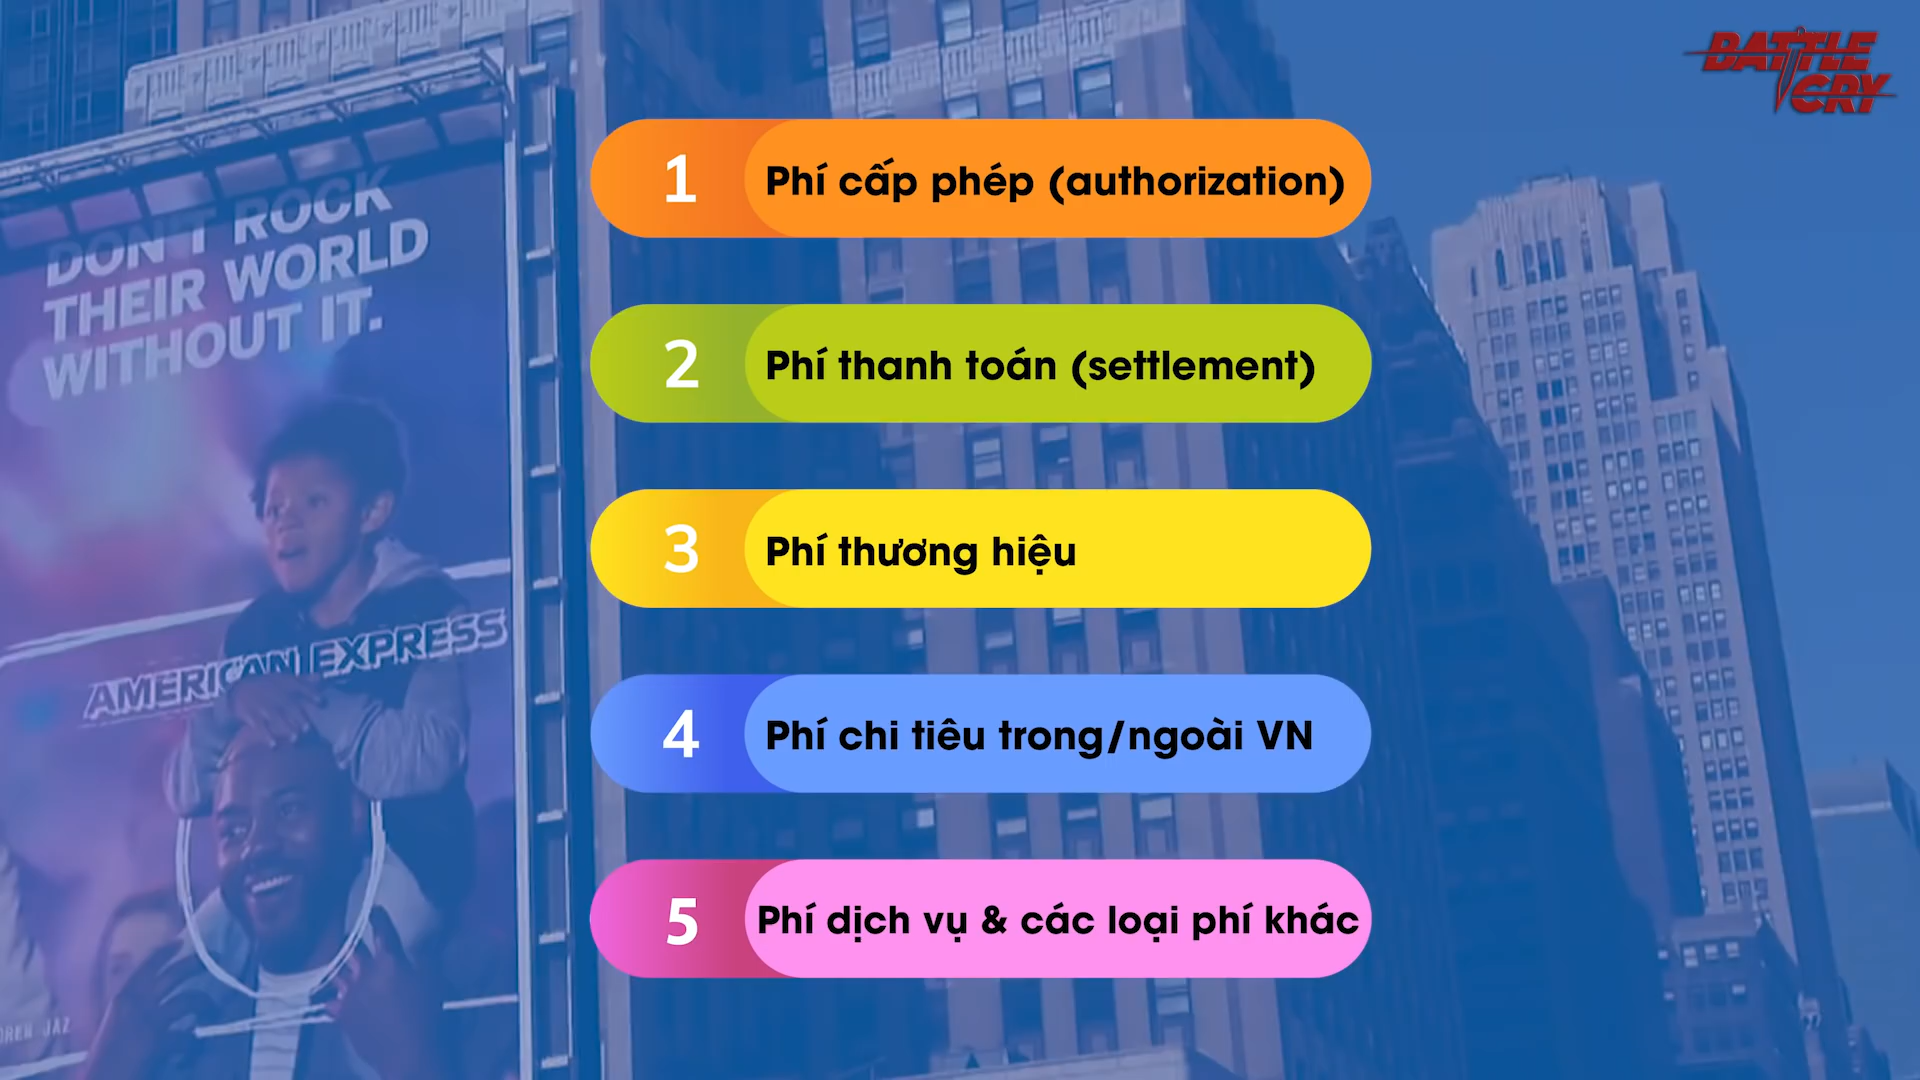 BATTLE
CRY
DON'T ROCK
THEIR WORLD
WITHOUT IT.
AMERICAN EXPRESS
1 Phí cấp phép (authorization)
2 Phí thanh toán (settlement)
3 Phí thương hiệu
4 Phí chi tiêu trong/ngoài VN
5 Phí dịch vụ & các loại phí khác